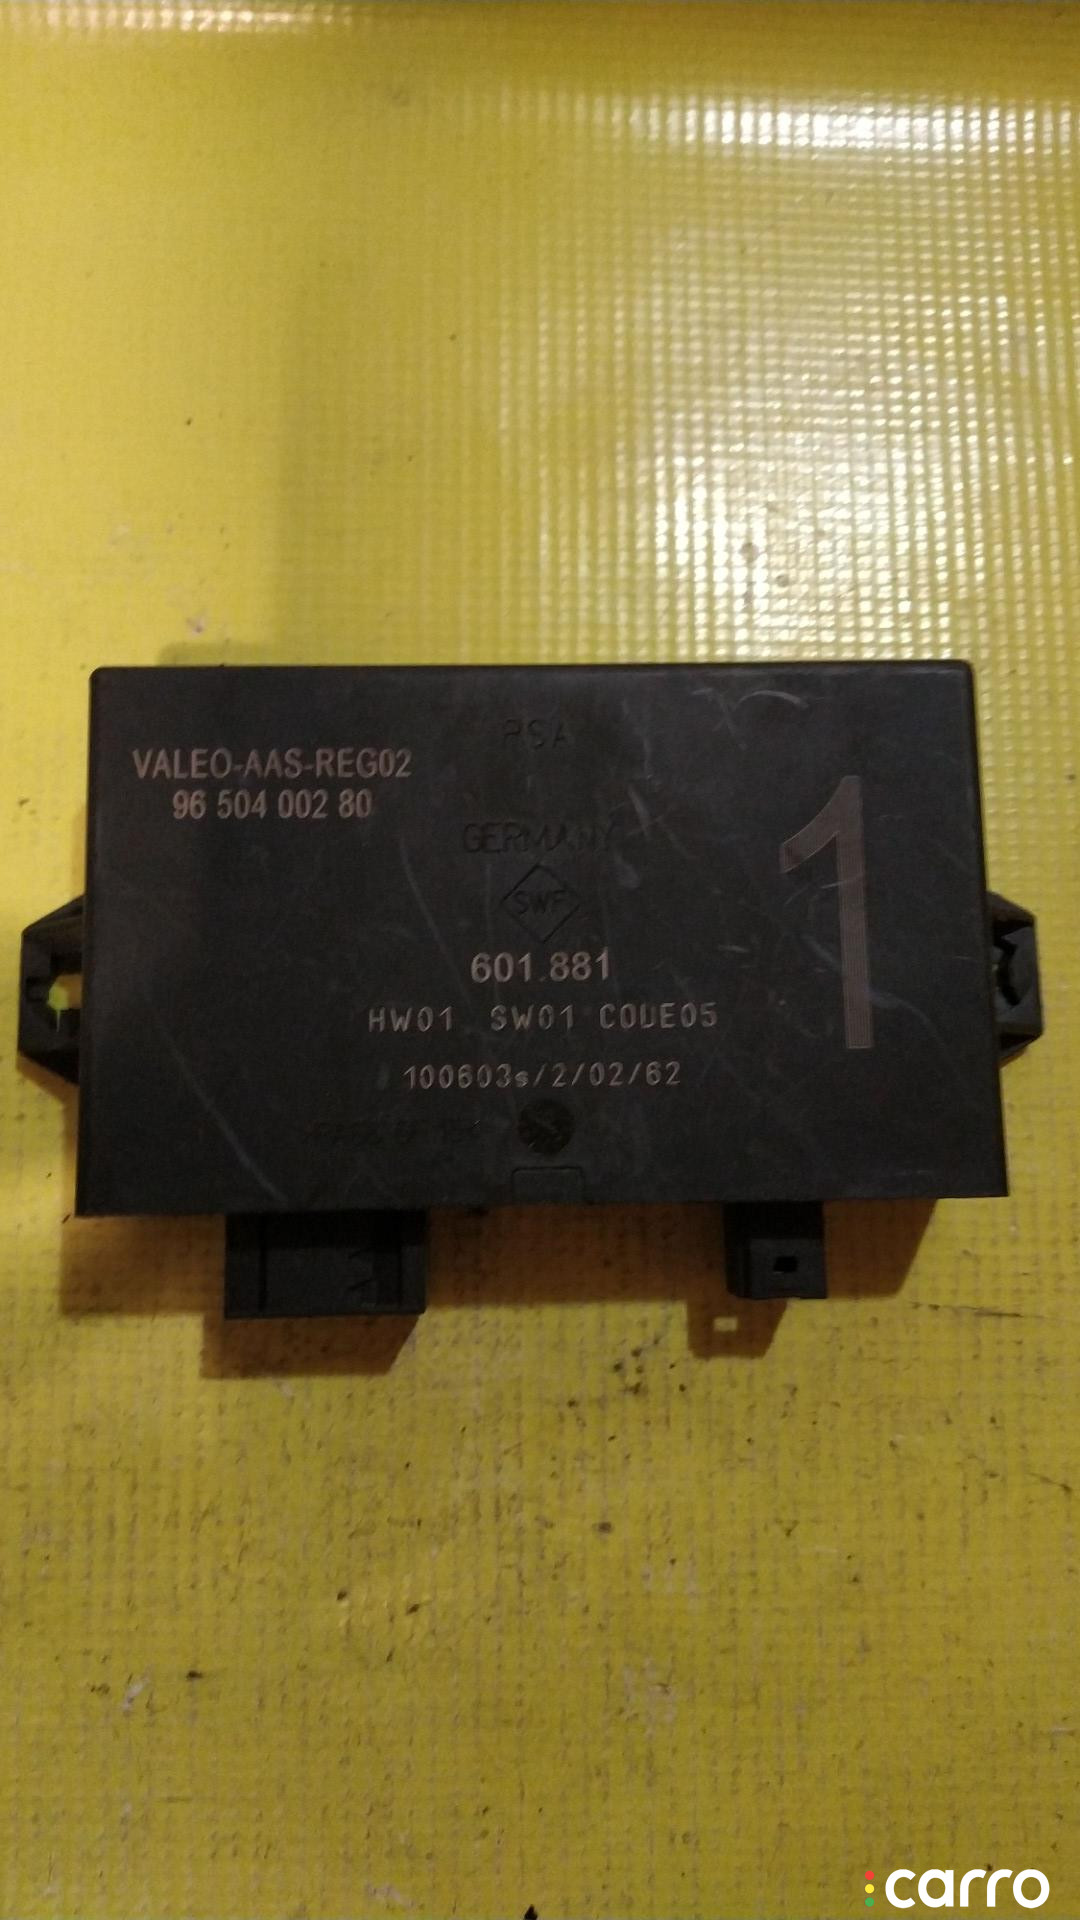 PSA
VALEO-AAS-REG02
96 504 002 80
GERMANY
SWF
601.881
HW01 SW01 CODE05
100603s/2/02/62
1
carro